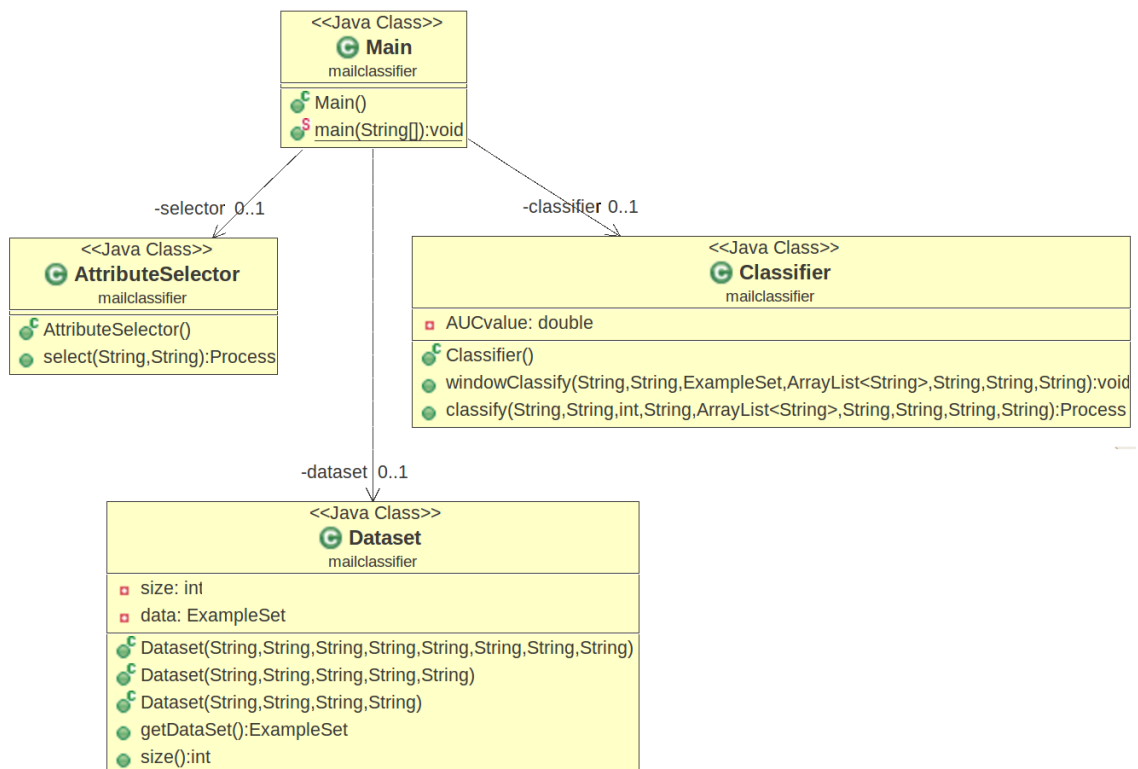 <<Java Class>>
Main
mailclassifier
Main()
main(String[]):void
-selector 0..1
-classifier 0..1
<<Java Class>>
AttributeSelector
mailclassifier
AttributeSelector()
select(String,String):Process
<<Java Class>>
Classifier
mailclassifier
AUCvalue: double
Classifier()
windowClassify(String,String,ExampleSet,ArrayList<String>,String,String,String):void
classify(String,String,int,String,ArrayList<String>,String,String,String,String):Process
-dataset 0..1
<<Java Class>>
Dataset
mailclassifier
size: int
data: ExampleSet
Dataset(String,String,String,String,String,String,String,String)
Dataset(String,String,String,String,String)
Dataset(String,String,String,String)
getDataSet():ExampleSet
size():int